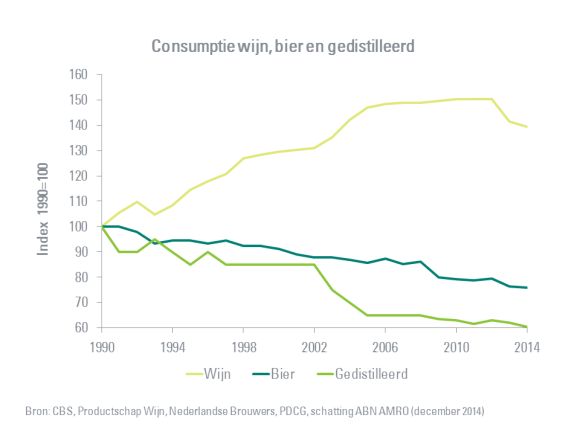 Consumptie wijn, bier en gedistilleerd
Index 1990=100
160
150
140
130
120
110
100
90
80
70
60
1990 1994 1998 2002 2006 2010 2014
Wijn Bier Gedistilleerd
Bron: CBS, Productschap Wijn, Nederlandse Brouwers, PDCG, schatting ABN AMRO (december 2014)